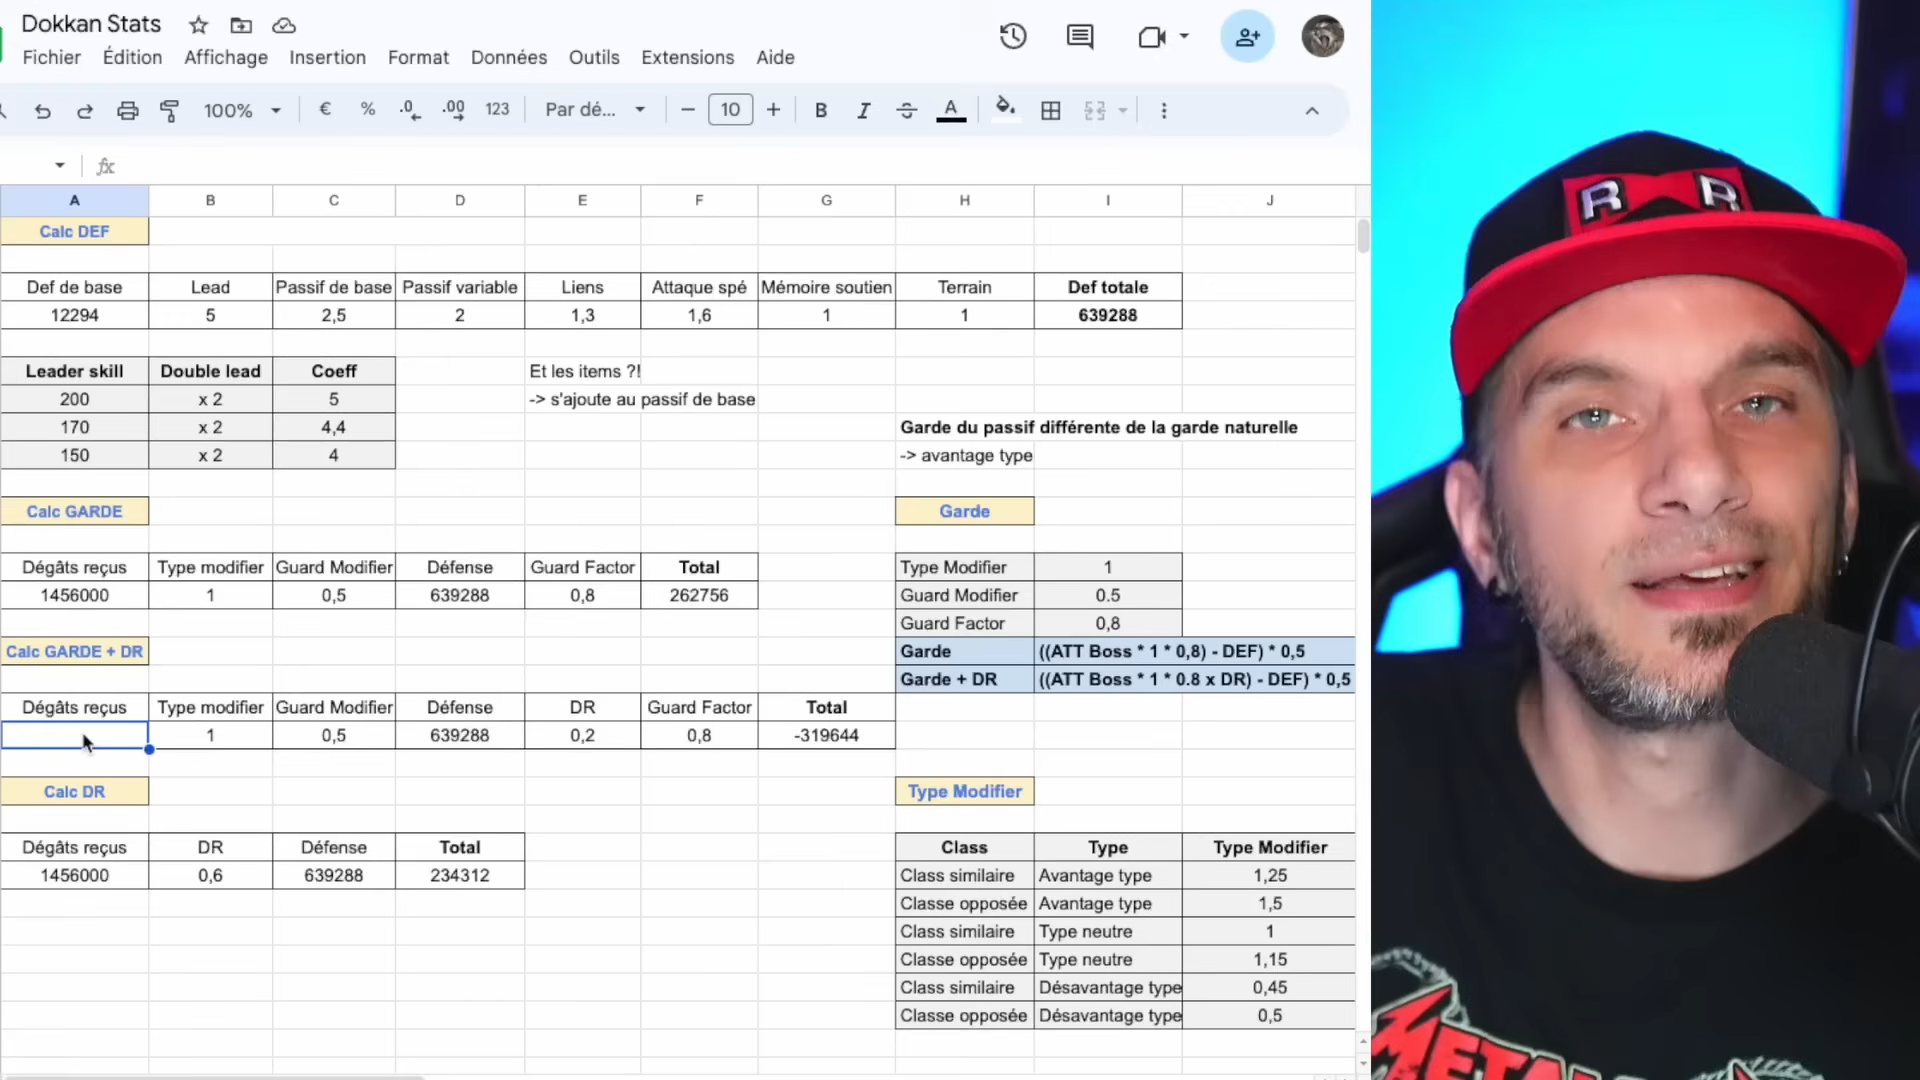 Dokkan Stats
Fichier Édition Affichage Insertion Format Données Outils Extensions Aide
100% € % .0 .00 123 Par dé... − 10 + B I S A
fx
A B C D E F G H I J
Calc DEF
Def de base Lead Passif de base Passif variable Liens Attaque spé Mémoire soutien Terrain Def totale
12294 5 2,5 2 1,3 1,6 1 1 639288
Leader skill Double lead Coeff Et les items ?!
200 x 2 5 -> s'ajoute au passif de base
170 x 2 4,4 Garde du passif différente de la garde naturelle
150 x 2 4 -> avantage type
Calc GARDE Garde
Dégâts reçus Type modifier Guard Modifier Défense Guard Factor Total Type Modifier 1
1456000 1 0,5 639288 0,8 262756 Guard Modifier 0.5
Guard Factor 0,8
Calc GARDE + DR Garde ((ATT Boss * 1 * 0,8) - DEF) * 0,5
Garde + DR ((ATT Boss * 1 * 0.8 x DR) - DEF) * 0,5
Dégâts reçus Type modifier Guard Modifier Défense DR Guard Factor Total
1 0,5 639288 0,2 0,8 -319644
Calc DR Type Modifier
Dégâts reçus DR Défense Total Class Type Type Modifier
1456000 0,6 639288 234312 Class similaire Avantage type 1,25
Classe opposée Avantage type 1,5
Class similaire Type neutre 1
Classe opposée Type neutre 1,15
Class similaire Désavantage type 0,45
Classe opposée Désavantage type 0,5
R R